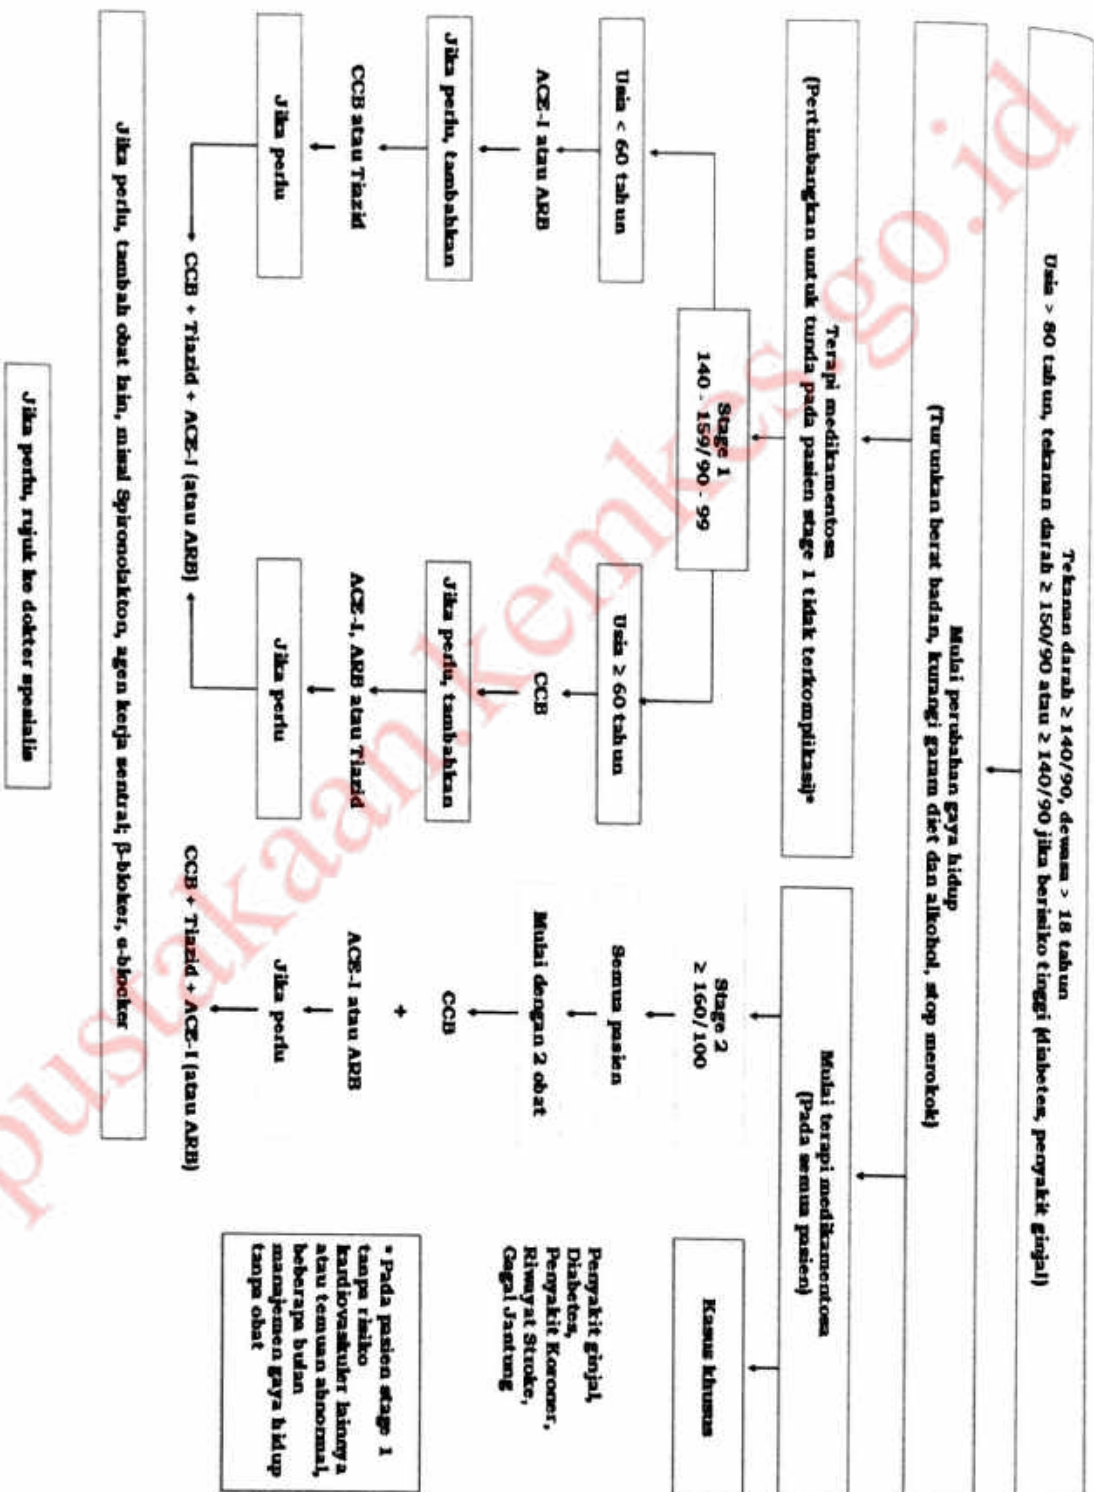 Tekanan darah ≥ 140/90, dewasa > 18 tahun
Usia > 80 tahun, tekanan darah ≥ 150/90 atau ≥ 140/90 jika berisiko tinggi (diabetes, penyakit ginjal)
Mulai perubahan gaya hidup
(Turunkan berat badan, kurangi garam diet dan alkohol, stop merokok)
Terapi medikamentosa
(Pertimbangkan untuk tunda pada pasien stage 1 tidak terkomplikasi)*
Mulai terapi medikamentosa
(Pada semua pasien)
Stage 1
140 - 159/90 - 99
Usia < 60 tahun
ACE-I atau ARB
Jika perlu, tambahkan
CCB atau Tiazid
Jika perlu
Usia ≥ 60 tahun
CCB
Jika perlu, tambahkan
ACE-I, ARB atau Tiazid
Jika perlu
CCB + Tiazid + ACE-I (atau ARB)
Stage 2
≥ 160/100
Semua pasien
Mulai dengan 2 obat
CCB
+
ACE-I atau ARB
Jika perlu
CCB + Tiazid + ACE-I (atau ARB)
Kasus khusus
Penyakit ginjal,
Diabetes,
Penyakit Koroner,
Riwayat Stroke,
Gagal Jantung
* Pada pasien stage 1
tanpa risiko
kardiovaskuler lainnya
atau temuan abnormal,
beberapa bulan
manajemen gaya hidup
tanpa obat
Jika perlu, tambah obat lain, misal Spironolakton, agen kerja sentral; β-bloker, α-blocker
Jika perlu, rujuk ke dokter spesialis
pustakaan.kemkes.go.id